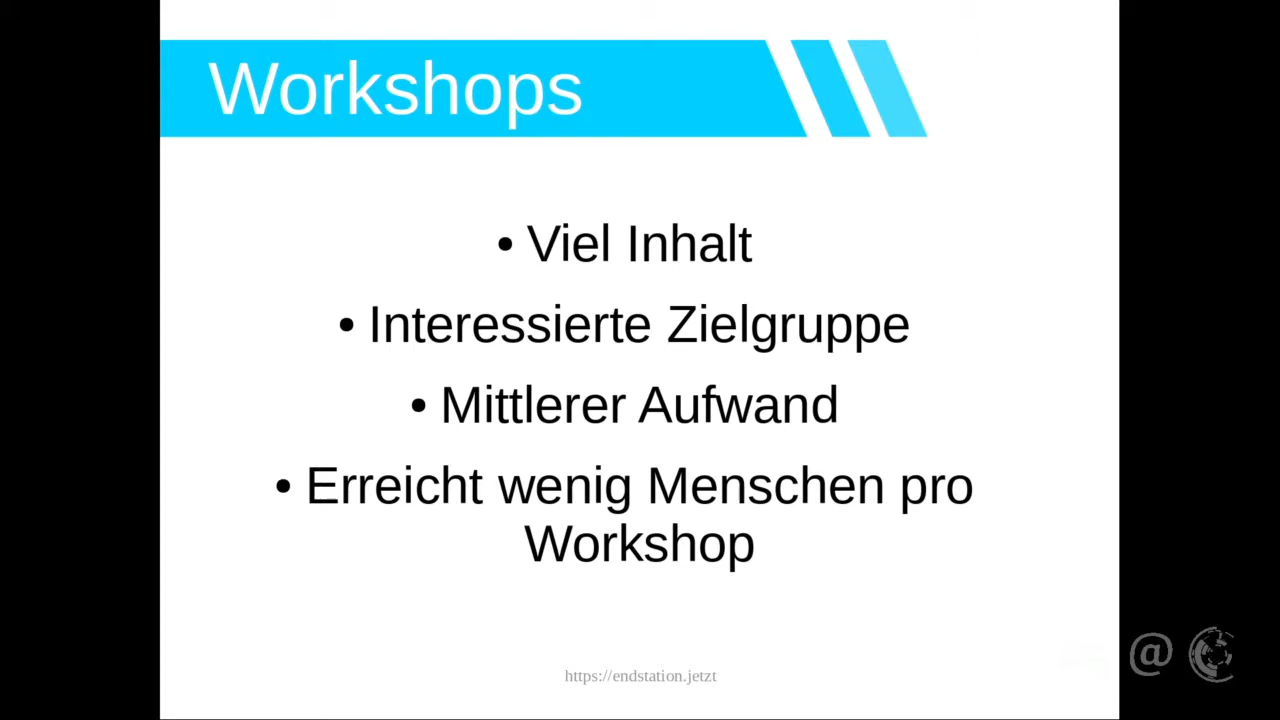 Workshops
• Viel Inhalt
• Interessierte Zielgruppe
• Mittlerer Aufwand
• Erreicht wenig Menschen pro
Workshop
https://endstation.jetzt
@